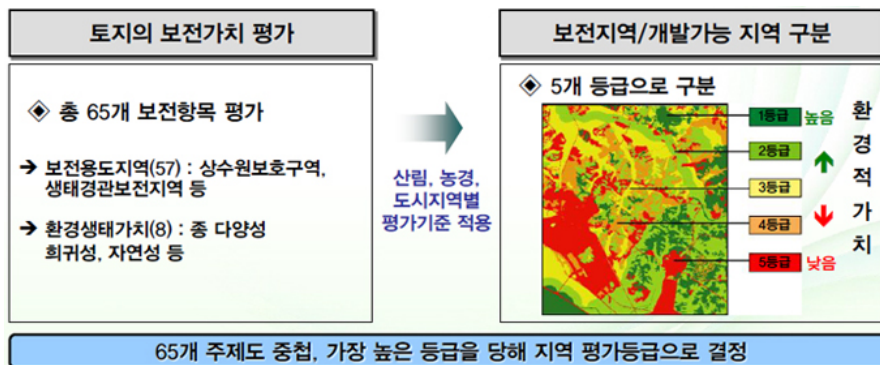 토지의 보전가치 평가
◈ 총 65개 보전항목 평가
➔ 보전용도지역(57) : 상수원보호구역,
생태경관보전지역 등
➔ 환경생태가치(8) : 종 다양성
희귀성, 자연성 등
산림, 농경,
도시지역별
평가기준 적용
보전지역/개발가능 지역 구분
◈ 5개 등급으로 구분
1등급 높음
2등급
3등급
4등급
5등급 낮음
환경적가치
65개 주제도 중첩, 가장 높은 등급을 당해 지역 평가등급으로 결정